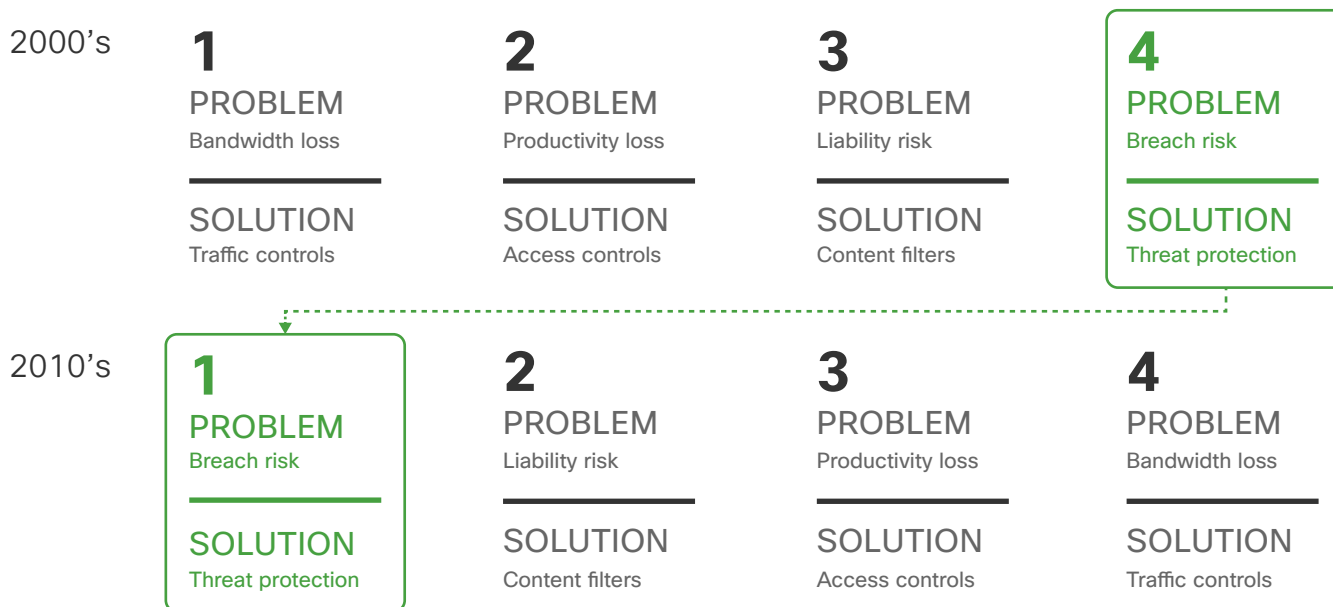 2000's
1
PROBLEM
Bandwidth loss
SOLUTION
Traffic controls
2
PROBLEM
Productivity loss
SOLUTION
Access controls
3
PROBLEM
Liability risk
SOLUTION
Content filters
4
PROBLEM
Breach risk
SOLUTION
Threat protection
2010's
1
PROBLEM
Breach risk
SOLUTION
Threat protection
2
PROBLEM
Liability risk
SOLUTION
Content filters
3
PROBLEM
Productivity loss
SOLUTION
Access controls
4
PROBLEM
Bandwidth loss
SOLUTION
Traffic controls